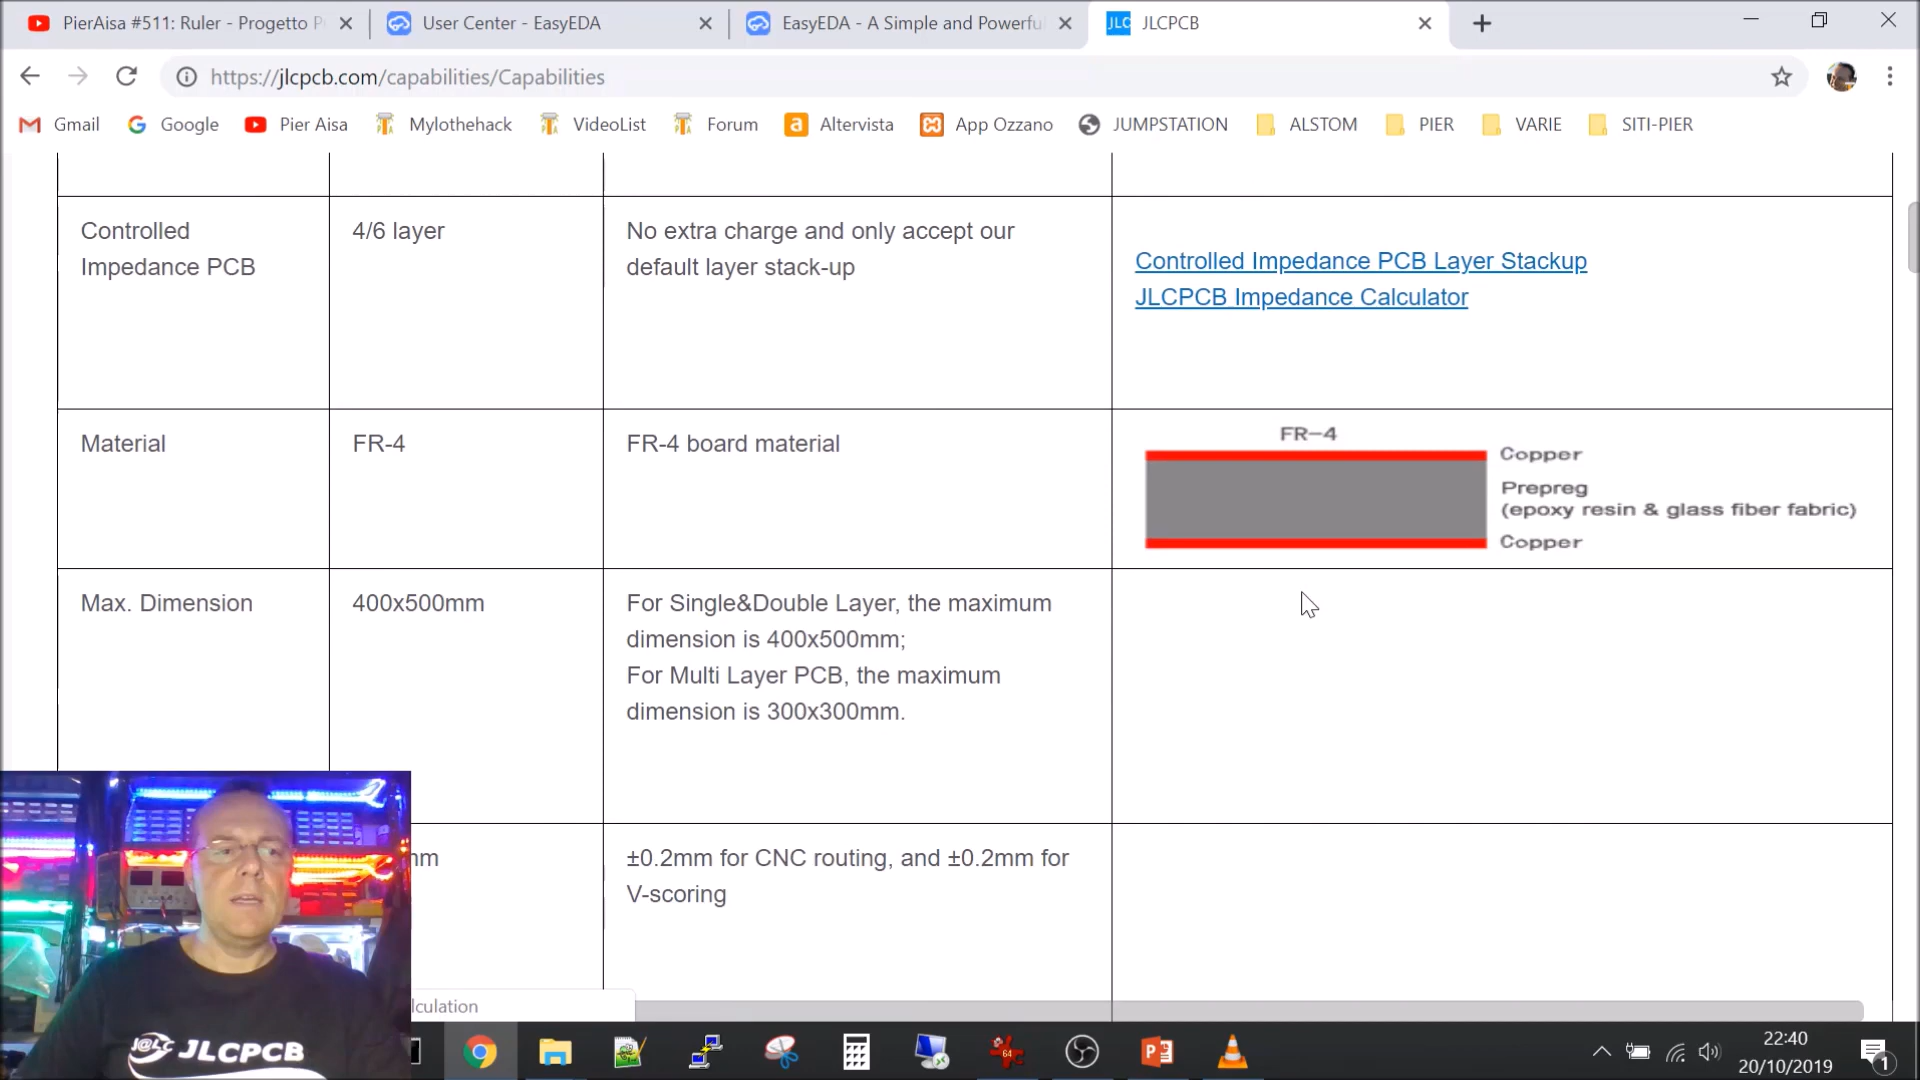 PierAisa #511: Ruler - Progetto P
User Center - EasyEDA
EasyEDA - A Simple and Powerfu
JLC
JLCPCB
https://jlcpcb.com/capabilities/Capabilities
Gmail
Google
Pier Aisa
Mylothehack
VideoList
Forum
a
Altervista
App Ozzano
JUMPSTATION
ALSTOM
PIER
VARIE
SITI-PIER
Controlled
Impedance PCB
4/6 layer
No extra charge and only accept our
default layer stack-up
Controlled Impedance PCB Layer Stackup
JLCPCB Impedance Calculator
Material
FR-4
FR-4 board material
FR-4
Copper
Prepreg
(epoxy resin & glass fiber fabric)
Copper
Max. Dimension
400x500mm
For Single&Double Layer, the maximum
dimension is 400x500mm;
For Multi Layer PCB, the maximum
dimension is 300x300mm.
±0.2mm for CNC routing, and ±0.2mm for
V-scoring
lculation
J@LC JLCPCB
64
22:40
20/10/2019
1